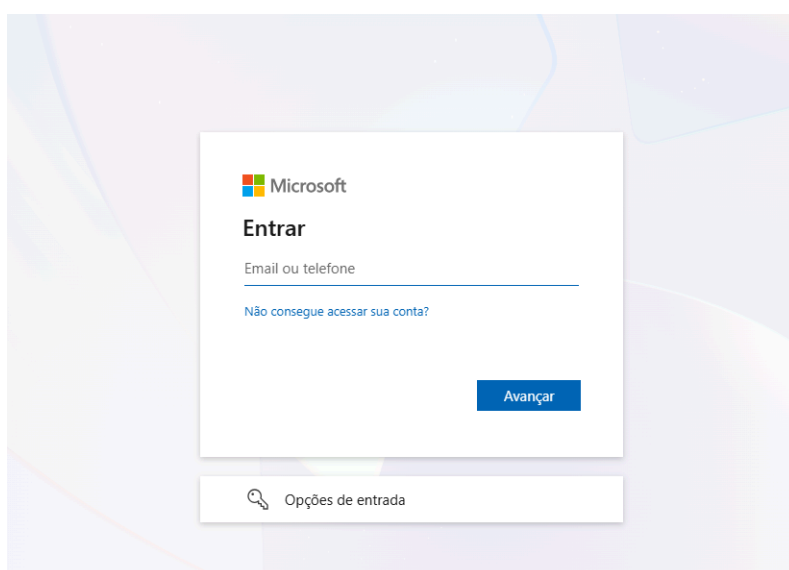 Microsoft
Entrar
Email ou telefone
Não consegue acessar sua conta?
Avançar
Opções de entrada